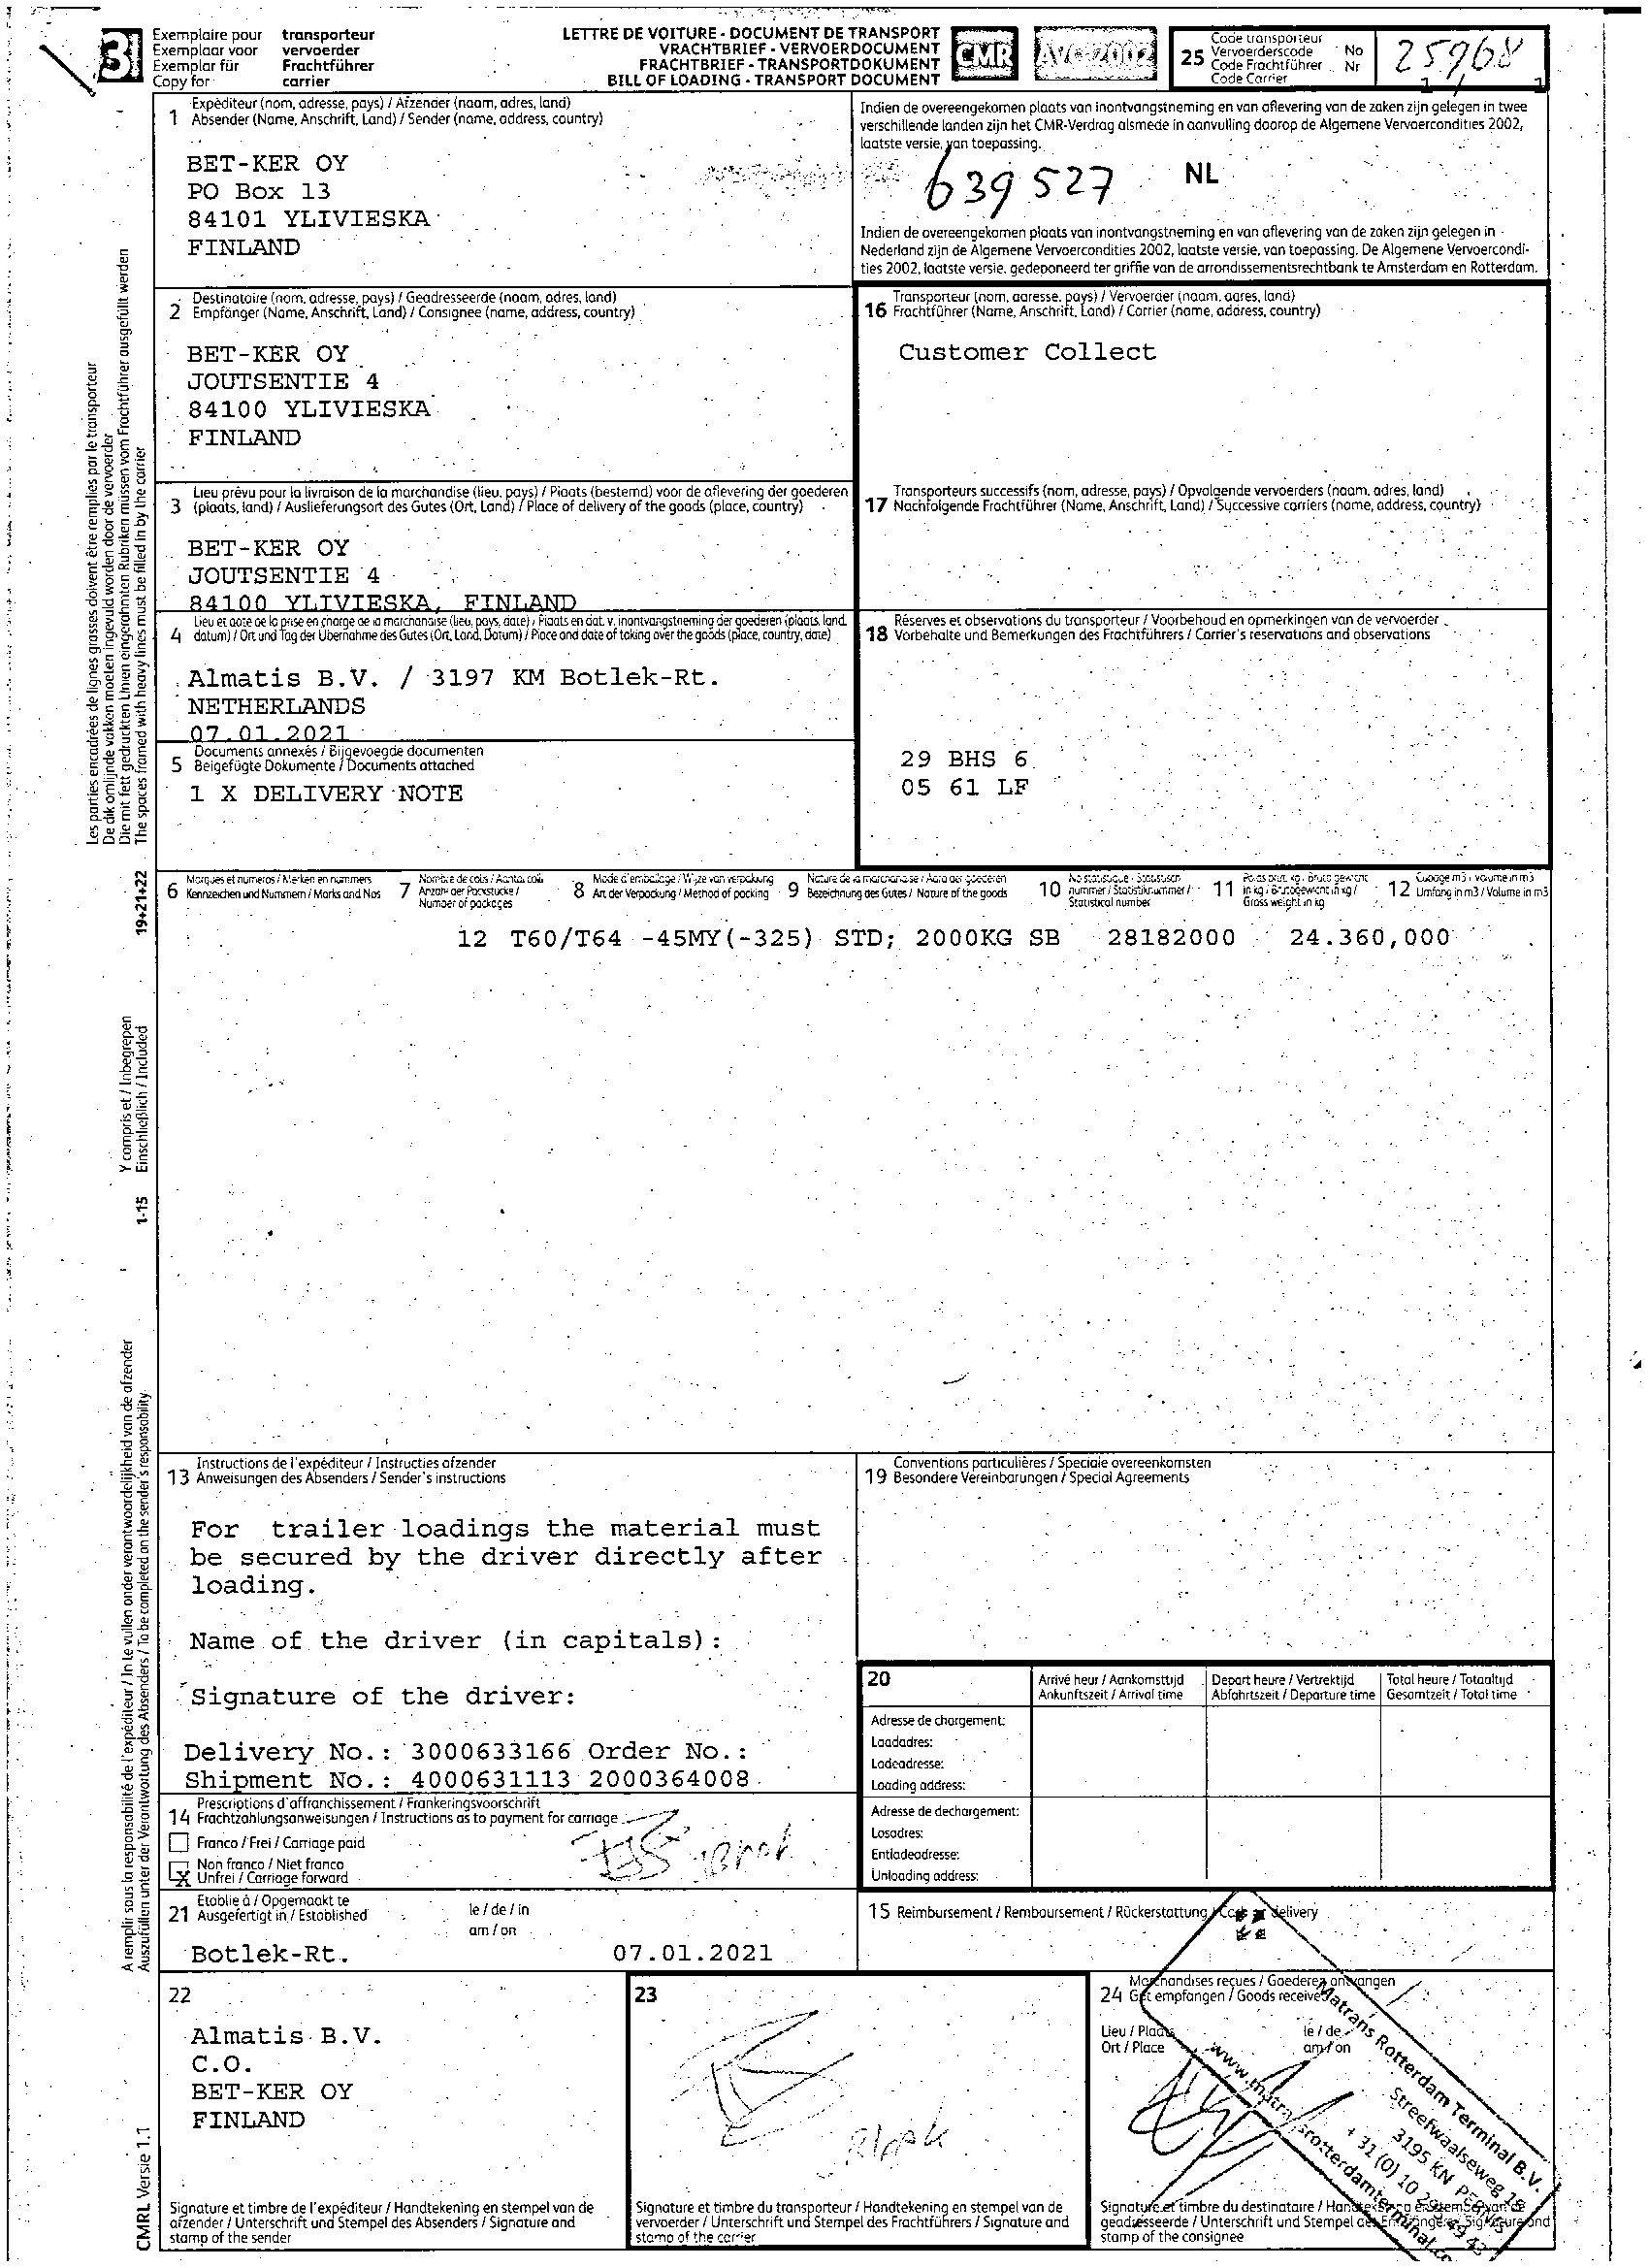 3
Exemplaire pour transporteur
Exemplaar voor vervoerder
Exemplar für Frachtführer
Copy for carrier
LETTRE DE VOITURE - DOCUMENT DE TRANSPORT
VRACHTBRIEF - VERVOERDOCUMENT
FRACHTBRIEF - TRANSPORTDOKUMENT
BILL OF LOADING - TRANSPORT DOCUMENT
CMR AVC 2002
25 Code transporteur
Vervoerderscode No
Code Frachtführer Nr
Code Carrier
25968
1 Expéditeur (nom, adresse, pays) / Afzender (naam, adres, land)
Absender (Name, Anschrift, Land) / Sender (name, address, country)
BET-KER OY
PO Box 13
84101 YLIVIESKA
FINLAND
Indien de overeengekomen plaats van inontvangstneming en van aflevering van de zaken zijn gelegen in twee
verschillende landen zijn het CMR-Verdrag alsmede in aanvulling daarop de Algemene Vervoercondities 2002,
laatste versie, van toepassing.
639527 NL
Indien de overeengekomen plaats van inontvangstneming en van aflevering van de zaken zijn gelegen in
Nederland zijn de Algemene Vervoercondities 2002, laatste versie, van toepassing. De Algemene Vervoercondi-
ties 2002, laatste versie, gedeponeerd ter griffie van de arrondissementsrechtbank te Amsterdam en Rotterdam.
2 Destinataire (nom, adresse, pays) / Geadresseerde (naam, adres, land)
Empfänger (Name, Anschrift, Land) / Consignee (name, address, country)
BET-KER OY
JOUTSENTIE 4
84100 YLIVIESKA
FINLAND
16 Transporteur (nom, adresse, pays) / Vervoerder (naam, adres, land)
Frachtführer (Name, Anschrift, Land) / Carrier (name, address, country)
Customer Collect
3 Lieu prévu pour la livraison de la marchandise (lieu, pays) / Plaats (bestemd) voor de aflevering der goederen
(plaats, land) / Auslieferungsort des Gutes (Ort, Land) / Place of delivery of the goods (place, country)
BET-KER OY
JOUTSENTIE 4
84100 YLIVIESKA, FINLAND
17 Transporteurs successifs (nom, adresse, pays) / Opvolgende vervoerders (naam, adres, land)
Nachfolgende Frachtführer (Name, Anschrift, Land) / Successive carriers (name, address, country)
4 Lieu et date de la prise en charge de la marchandise (lieu, pays, date) / Plaats en dat. v. inontvangstneming der goederen (plaats, land,
datum) / Ort und Tag der Übernahme des Gutes (Ort, Land, Datum) / Place and date of taking over the goods (place, country, date)
Almatis B.V. / 3197 KM Botlek-Rt.
NETHERLANDS
07.01.2021
18 Réserves et observations du transporteur / Voorbehoud en opmerkingen van de vervoerder
Vorbehalte und Bemerkungen des Frachtführers / Carrier's reservations and observations
29 BHS 6
05 61 LF
5 Documents annexés / Bijgevoegde documenten
Beigefügte Dokumente / Documents attached
1 X DELIVERY NOTE
Les parties encadrées de lignes grasses doivent être remplies par le transporteur
De dik omlijnde vakken moeten ingevuld worden door de vervoerder
Die mit fett gedruckten Linien eingerahmten Rubriken müssen vom Frachtführer ausgefüllt werden
The spaces framed with heavy lines must be filled in by the carrier
19+21+22
6 Marques et numéros / Merken en nummers
Kennzeichen und Nummern / Marks and Nos
7 Nombre de colis / Aantal colli
Anzahl der Packstücke /
Number of packages
8 Mode d'emballage / Wijze van verpakking
Art der Verpackung / Method of packing
9 Nature de la marchandise / Aard der goederen
Bezeichnung des Gutes / Nature of the goods
10 nummer / Statistiknummer /
Statistical number
11 Poids brut, kg / Bruto gewicht
in kg / Bruttogewicht in kg /
Gross weight in kg
12 Cubage m3 / Volume in m3
Umfang in m3 / Volume in m3
12 T60/T64 -45MY(-325) STD; 2000KG SB 28182000 24.360,000
Y compris et / Inbegrepen
Einschließlich / Included
1-15
13 Instructions de l'expéditeur / Instructies afzender
Anweisungen des Absenders / Sender's instructions
For trailer loadings the material must
be secured by the driver directly after
loading.
Name of the driver (in capitals):
Signature of the driver:
Delivery No.: 3000633166 Order No.:
Shipment No.: 4000631113 2000364008
19 Conventions particulières / Speciale overeenkomsten
Besondere Vereinbarungen / Special Agreements
20
Arrivé heur / Aankomsttijd
Ankunftszeit / Arrival time
Depart heure / Vertrektijd
Abfahrtszeit / Departure time
Total heure / Totaaltijd
Gesamtzeit / Total time
Adresse de chargement:
Laadadres:
Ladeadresse:
Loading address:
Adresse de dechargement:
Losadres:
Entladeadresse:
Unloading address:
14 Prescriptions d'affranchissement / Frankeringsvoorschrift
Frachtzahlungsanweisungen / Instructions as to payment for carriage
Franco / Frei / Carriage paid
Non franco / Niet franco
X Unfrei / Carriage forward
21 Etablie à / Opgemaakt te
Ausgefertigt in / Established
le / de / in
am / on
Botlek-Rt. 07.01.2021
15 Reimbursement / Remboursement / Rückerstattung / Cash on delivery
A remplir sous la responsabilité de l'expéditeur / In te vullen onder verantwoordelijkheid van de afzender
Auszufüllen unter der Verantwortung des Absenders / To be completed on the sender's responsability.
22
Almatis B.V.
C.O.
BET-KER OY
FINLAND
Signature et timbre de l'expéditeur / Handtekening en stempel van de
afzender / Unterschrift und Stempel des Absenders / Signature and
stamp of the sender
23
Signature et timbre du transporteur / Handtekening en stempel van de
vervoerder / Unterschrift und Stempel des Frachtführers / Signature and
stamp of the carrier
24 Marchandises reçues / Goederen ontvangen
Gut empfangen / Goods received
Lieu / Plaats
Ort / Place
le / de
am / on
Matrans Rotterdam Terminal B.V.
Streefwaalseweg 18
3195 KN PERNIS
+ 31 (0) 10 29
www.matransrotterdamterminal.co
Signature et timbre du destinataire /
geadresseerde / Unterschrift und Stempel des
stamp of the consignee
CMRL Versie 1.1